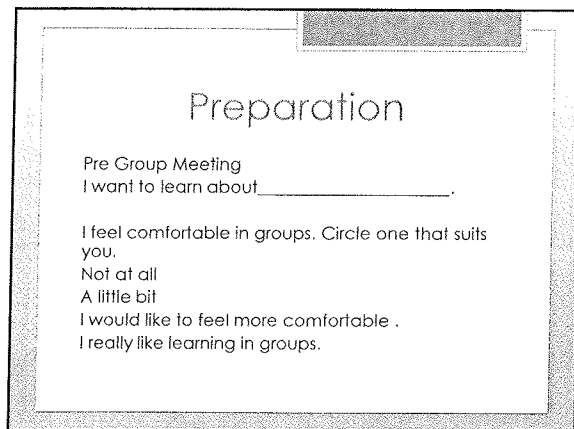 Preparation
Pre Group Meeting
I want to learn about____________________.
I feel comfortable in groups. Circle one that suits
you.
Not at all
A little bit
I would like to feel more comfortable .
I really like learning in groups.